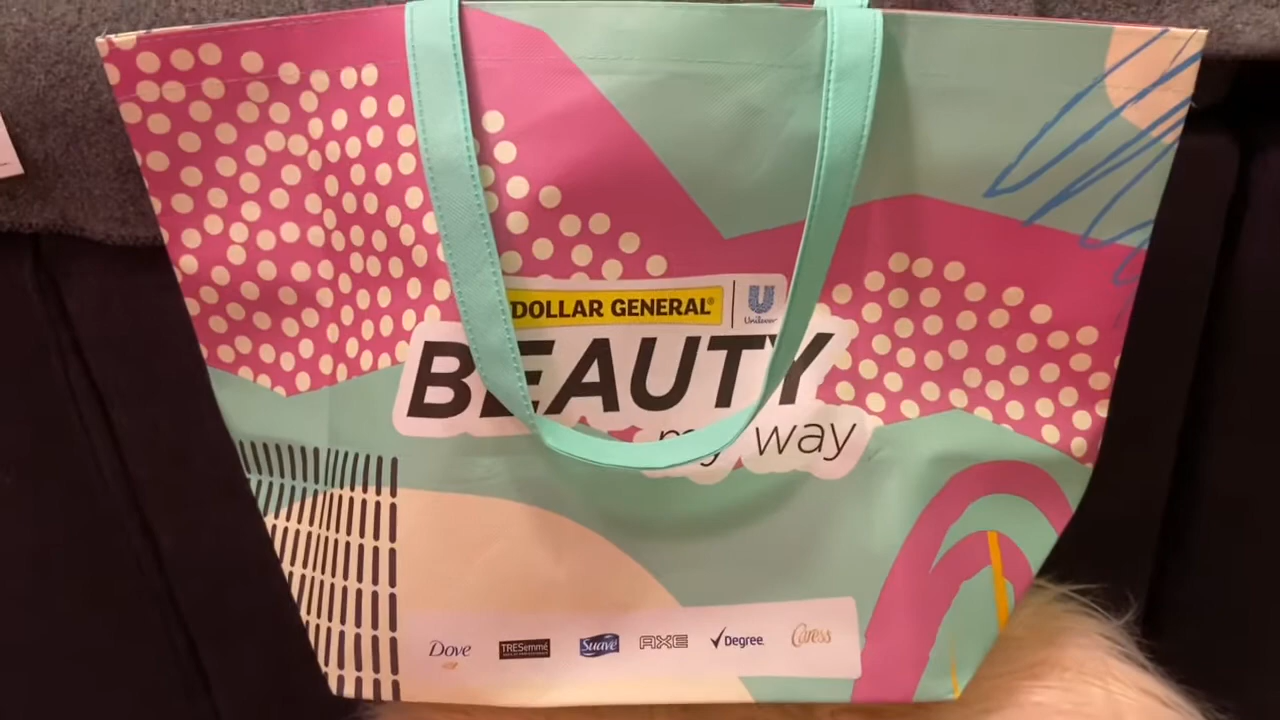 DOLLAR GENERAL®
Unilever
BEAUTY
my way
Dove
TRESemmé
Suave
AXE
Degree
Caress